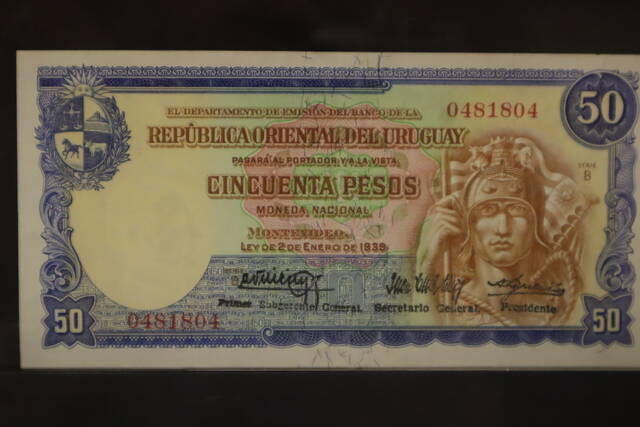 EL DEPARTAMENTO DE EMISIÓN DEL BANCO DE LA
0481804
50
REPÚBLICA ORIENTAL DEL URUGUAY
PAGARÁ AL PORTADOR Y A LA VISTA
SERIE
B
CINCUENTA PESOS
MONEDA NACIONAL
MONTEVIDEO,
LEY DE 2 DE ENERO DE 1939
Primer Subgerente General.
Secretario General,
Presidente
50
0481804
50